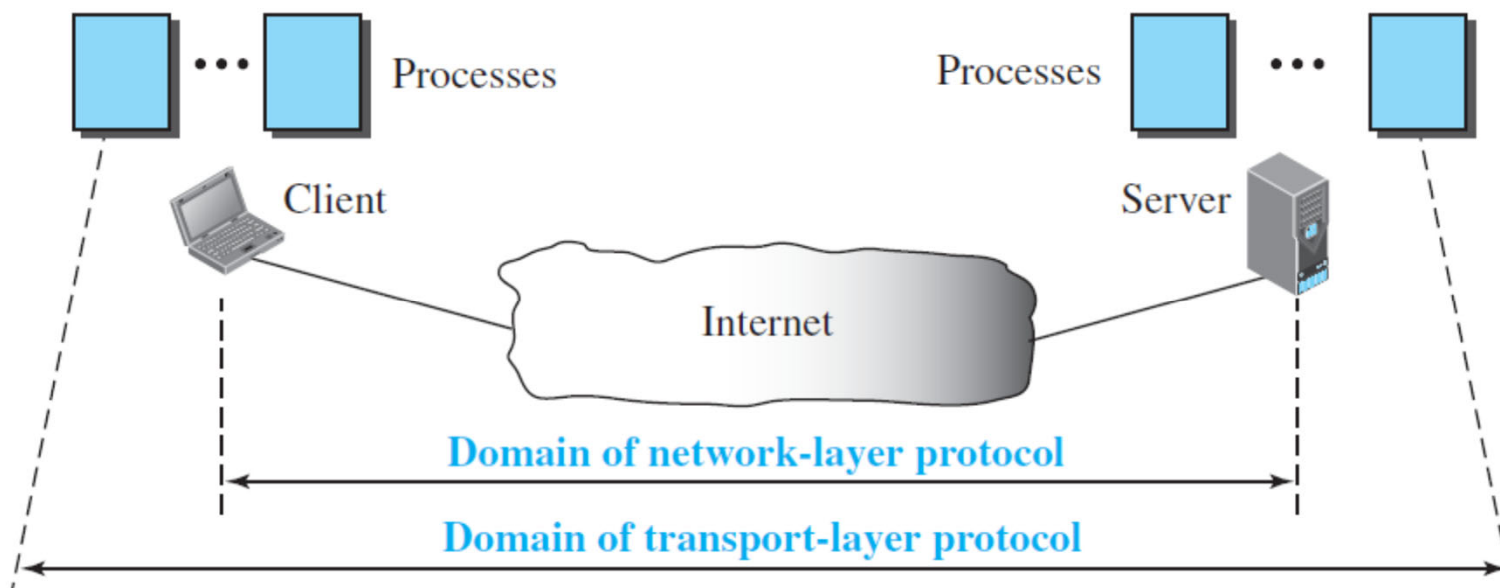 Processes
Processes
Client
Server
Internet
Domain of network-layer protocol
Domain of transport-layer protocol